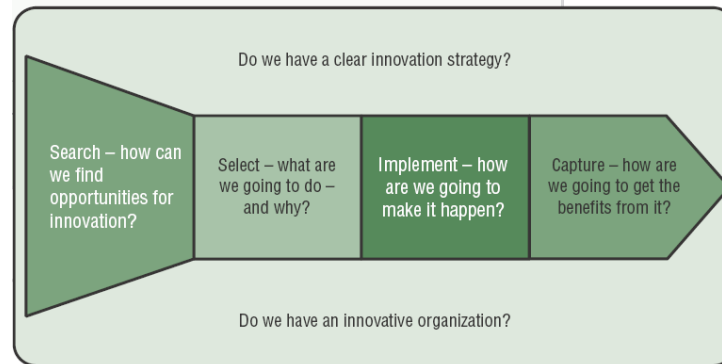 Do we have a clear innovation strategy?
Search – how can
we find
opportunities for
innovation?
Select – what are
we going to do –
and why?
Implement – how
are we going to
make it happen?
Capture – how are
we going to get the
benefits from it?
Do we have an innovative organization?